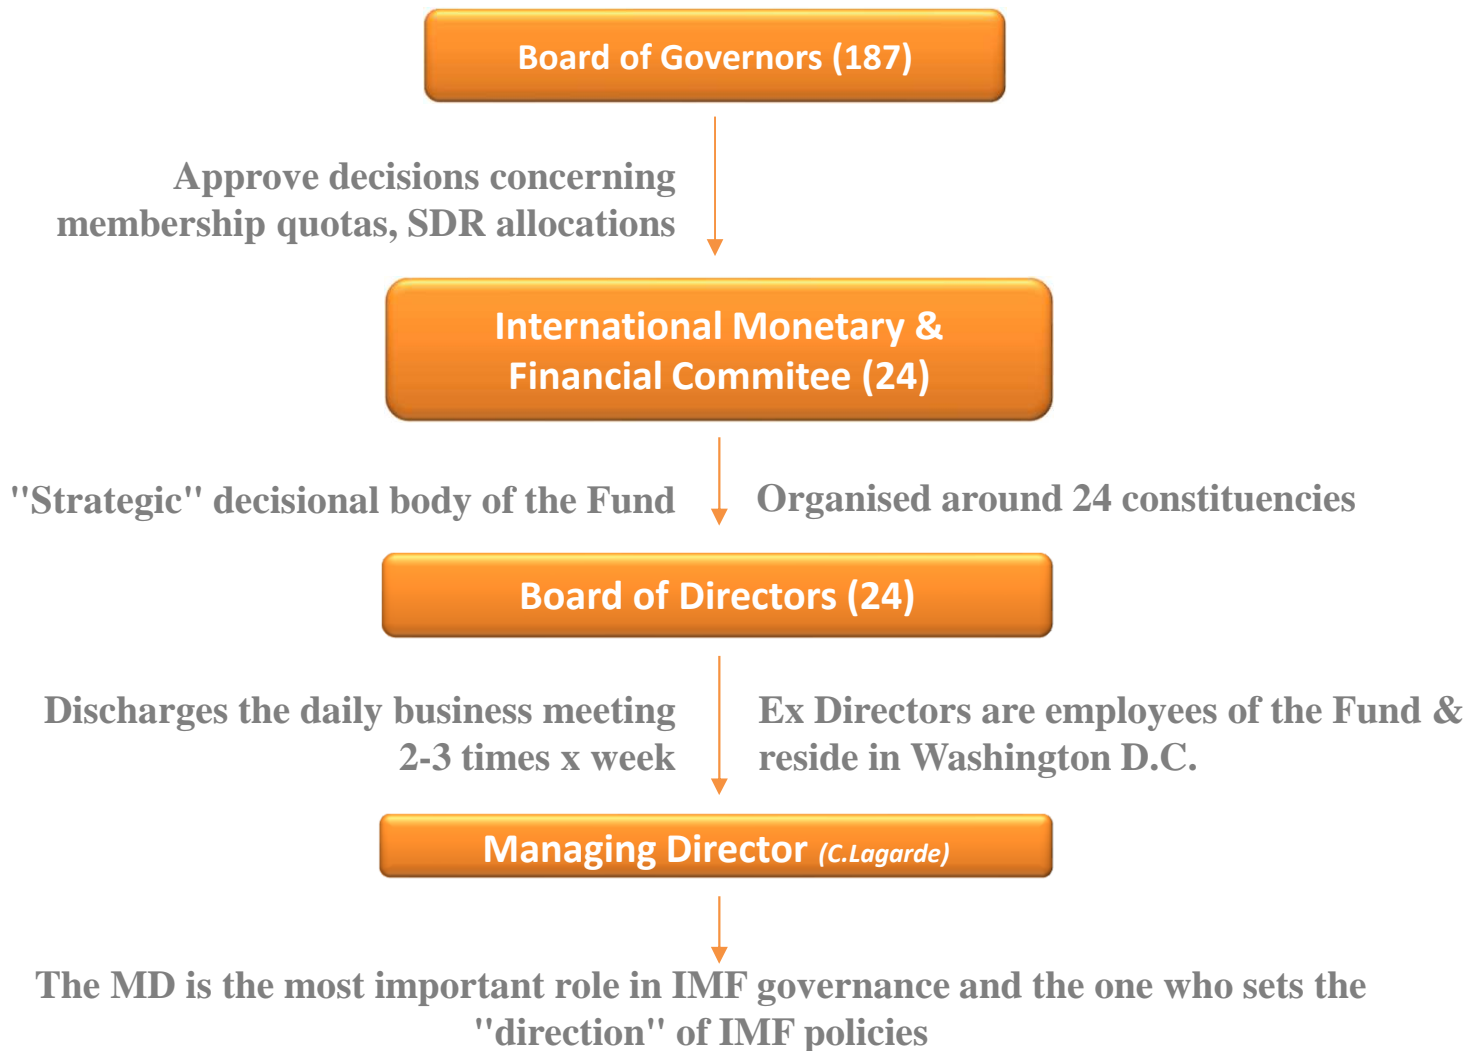 Board of Governors (187)
Approve decisions concerning
membership quotas, SDR allocations
International Monetary &
Financial Commitee (24)
"Strategic" decisional body of the Fund
Organised around 24 constituencies
Board of Directors (24)
Discharges the daily business meeting
2-3 times x week
Ex Directors are employees of the Fund &
reside in Washington D.C.
Managing Director (C.Lagarde)
The MD is the most important role in IMF governance and the one who sets the
"direction" of IMF policies